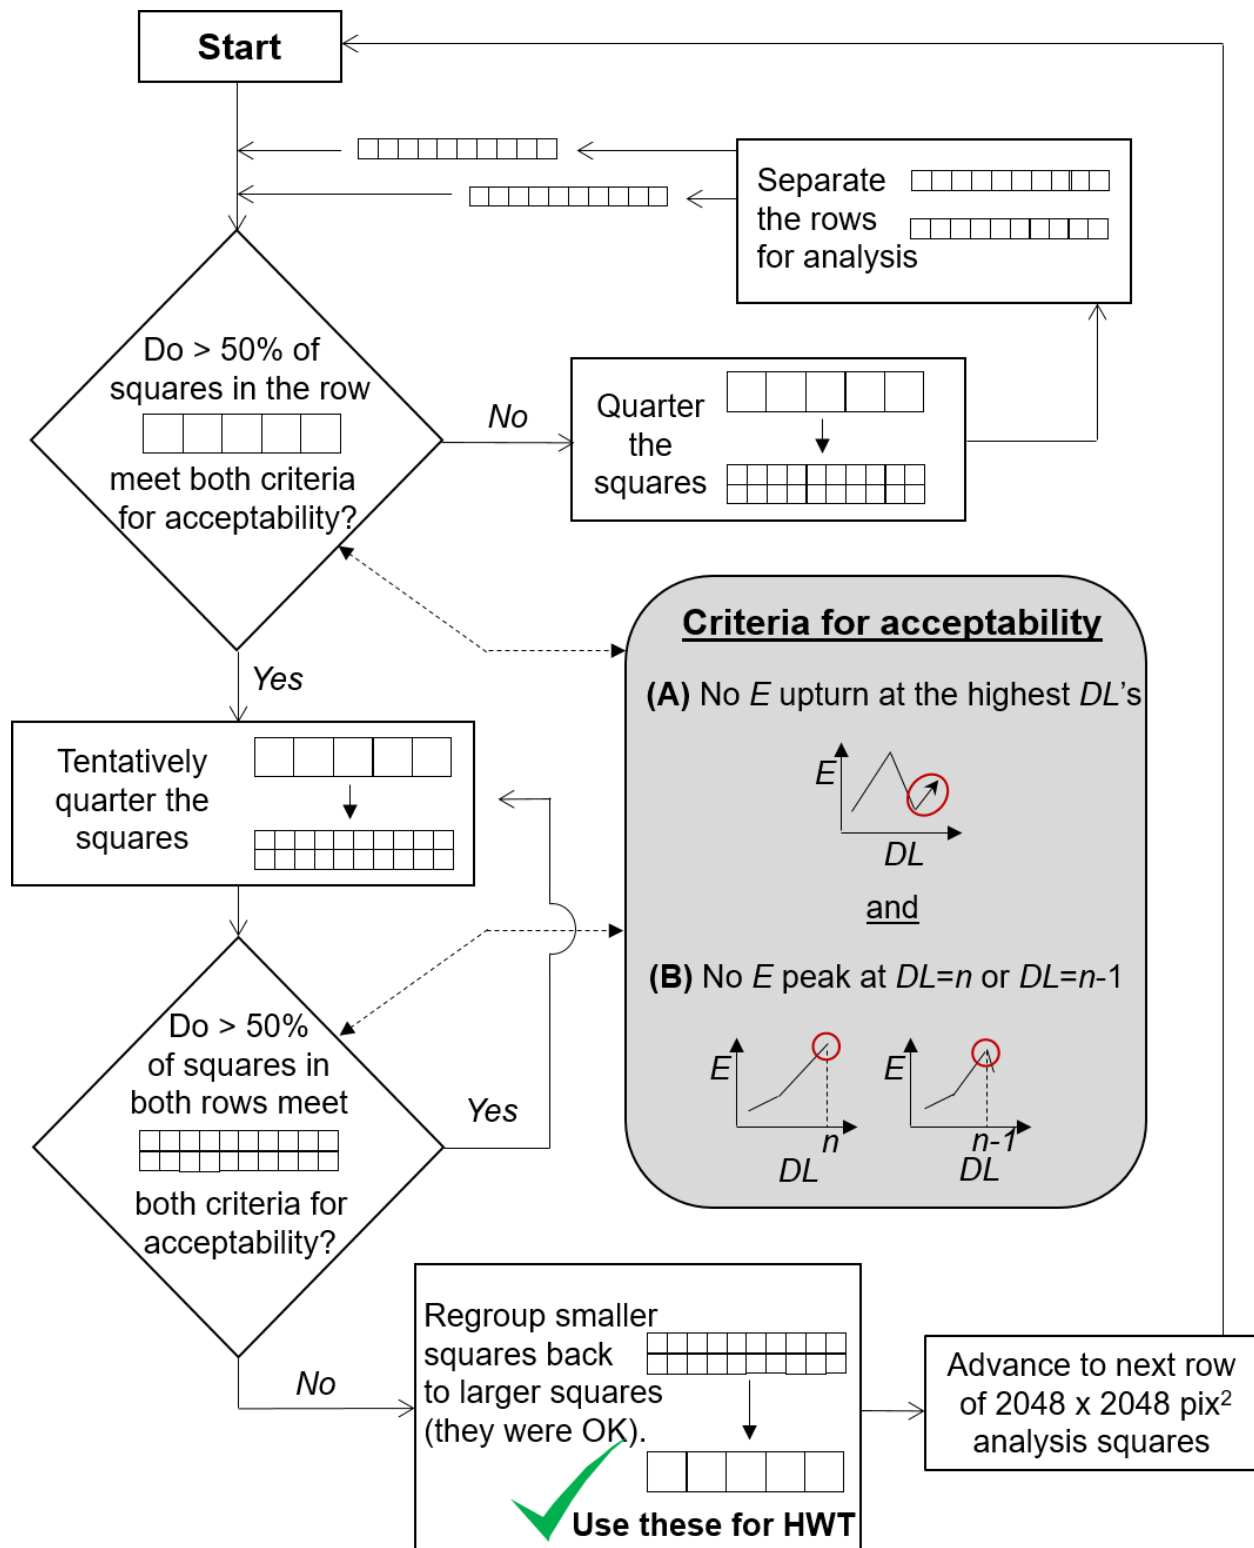 Start
Separate
the rows
for analysis
Do > 50% of
squares in the row
meet both criteria
for acceptability?
No
Quarter
the
squares
Criteria for acceptability
(A) No E upturn at the highest DL's
E
DL
and
(B) No E peak at DL=n or DL=n-1
E
n
DL
E
n-1
DL
Yes
Tentatively
quarter the
squares
Do > 50%
of squares in
both rows meet
both criteria for
acceptability?
Yes
No
Regroup smaller
squares back
to larger squares
(they were OK).
Use these for HWT
Advance to next row
of 2048 x 2048 pix²
analysis squares